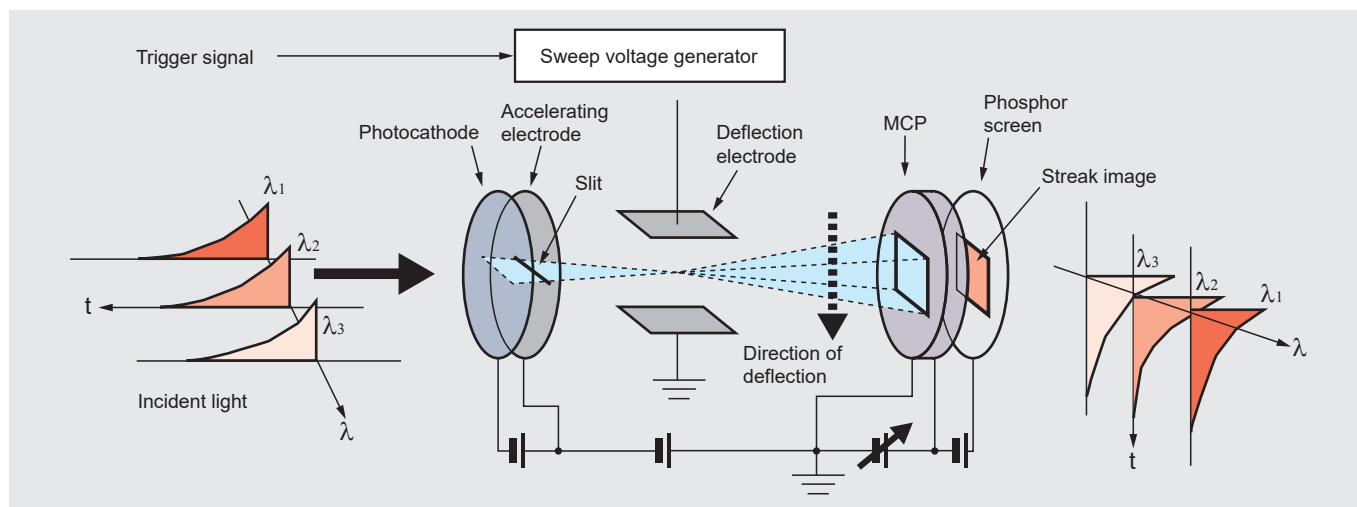 Trigger signal
Sweep voltage generator
Photocathode
Accelerating
electrode
Slit
Deflection
electrode
MCP
Phosphor
screen
Streak image
λ1
λ2
λ3
t
λ
Incident light
Direction of
deflection
λ3
λ2
λ1
λ
t